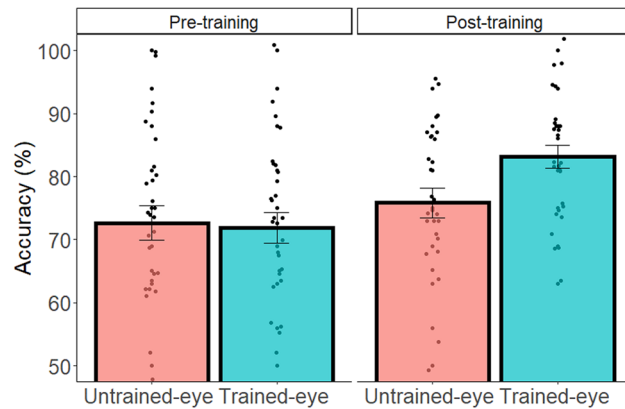 Pre-training
Post-training
Accuracy (%)
100
90
80
70
60
50
Untrained-eye
Trained-eye
Untrained-eye
Trained-eye